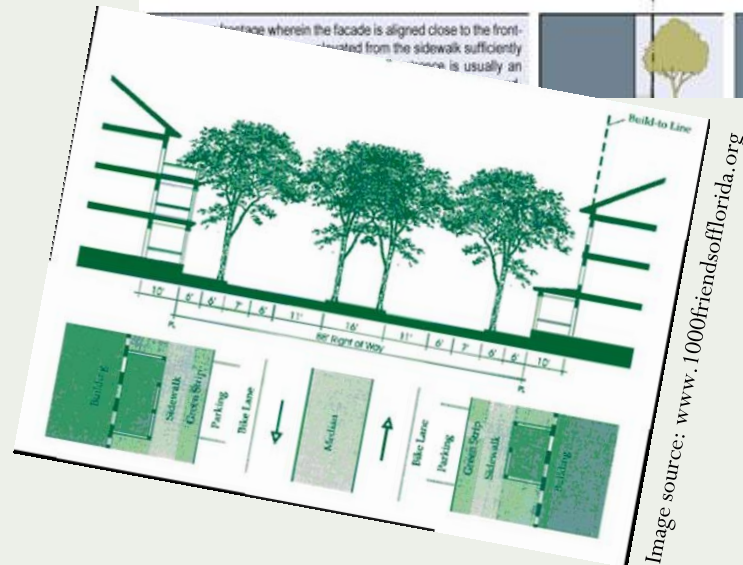 frontage wherein the facade is aligned close to the front-
elevated from the sidewalk sufficiently
is usually an
Build-to Line
10' 6' 6' 7' 6' 11' 16' 11' 6' 7' 6' 6' 10'
Right of Way
Building
Sidewalk
Green Strip
Parking
Bike Lane
Median
Bike Lane
Parking
Green Strip
Sidewalk
Building
Image source: www.1000friendsofflorida.org